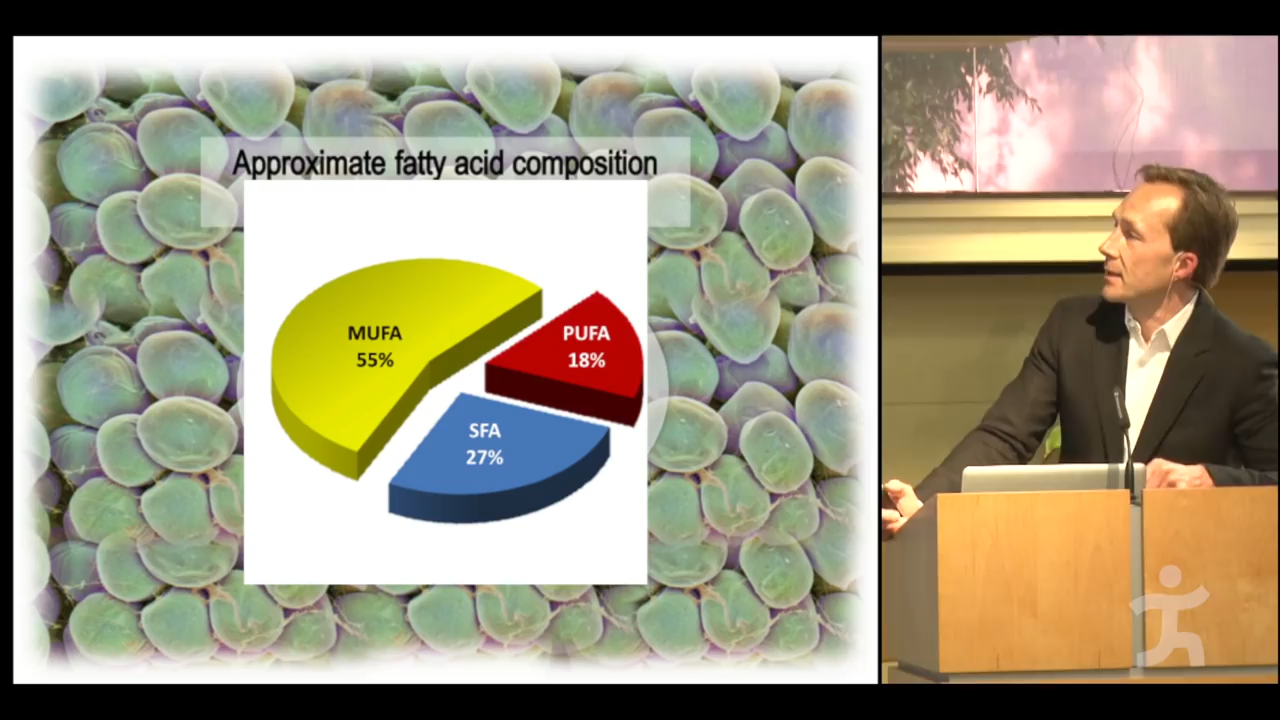 Approximate fatty acid composition
MUFA
55%
PUFA
18%
SFA
27%